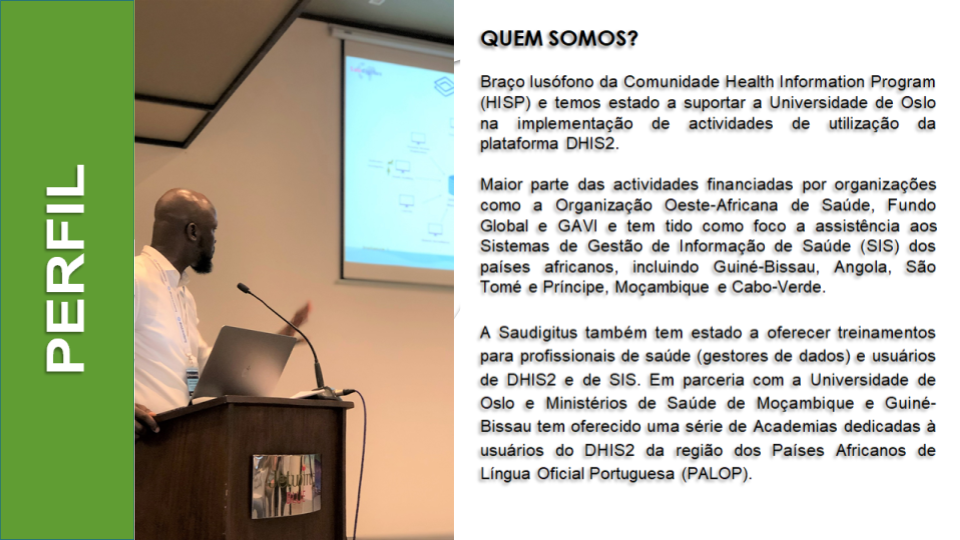 PERFIL
QUEM SOMOS?
Braço lusófono da Comunidade Health Information Program
(HISP) e temos estado a suportar a Universidade de Oslo
na implementação de actividades de utilização da
plataforma DHIS2.
Maior parte das actividades financiadas por organizações
como a Organização Oeste-Africana de Saúde, Fundo
Global e GAVI e tem tido como foco a assistência aos
Sistemas de Gestão de Informação de Saúde (SIS) dos
países africanos, incluindo Guiné-Bissau, Angola, São
Tomé e Príncipe, Moçambique e Cabo-Verde.
A Saudigitus também tem estado a oferecer treinamentos
para profissionais de saúde (gestores de dados) e usuários
de DHIS2 e de SIS. Em parceria com a Universidade de
Oslo e Ministérios de Saúde de Moçambique e Guiné-
Bissau tem oferecido uma série de Academias dedicadas à
usuários do DHIS2 da região dos Países Africanos de
Língua Oficial Portuguesa (PALOP).